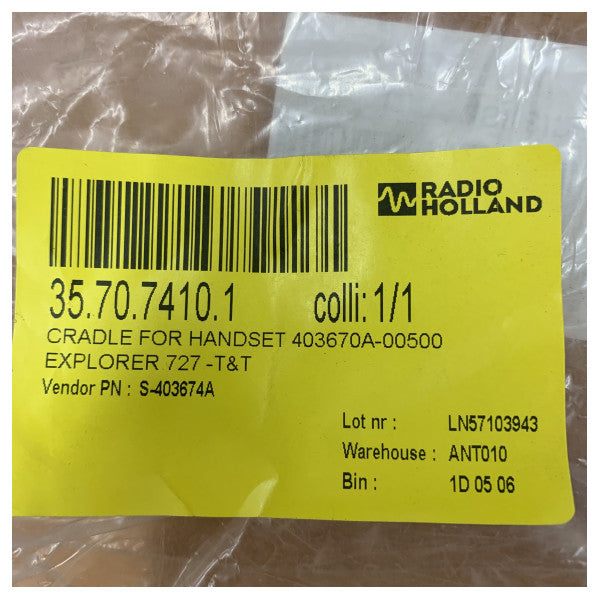 RADIO
HOLLAND
35.70.7410.1 colli: 1/1
CRADLE FOR HANDSET 403670A-00500
EXPLORER 727 -T&T
Vendor PN : S-403674A
Lot nr : LN57103943
Warehouse : ANT010
Bin : 1D 05 06